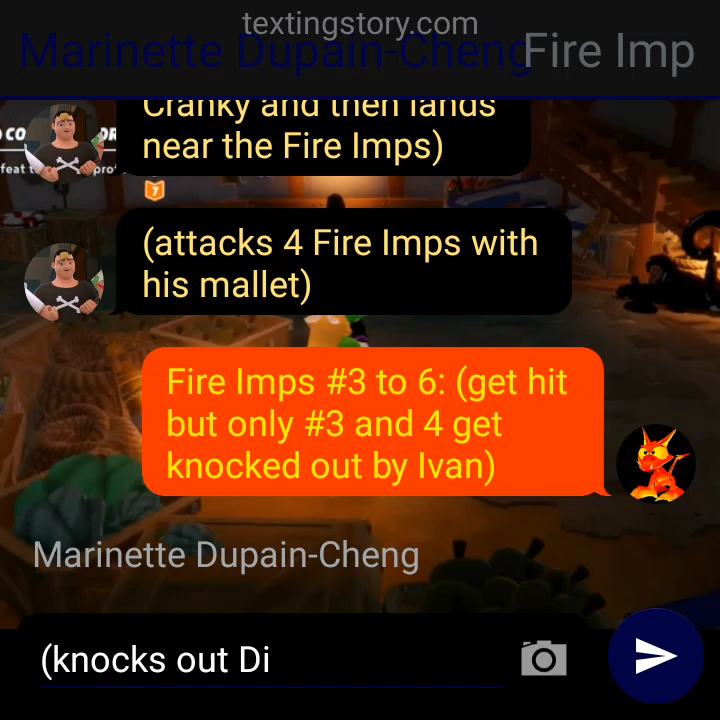 textingstory.com
Marinette Dupain-Cheng Fire Imp
Cranky and then lands
near the Fire Imps)
7
(attacks 4 Fire Imps with
his mallet)
Fire Imps #3 to 6: (get hit
but only #3 and 4 get
knocked out by Ivan)
Marinette Dupain-Cheng
(knocks out Di